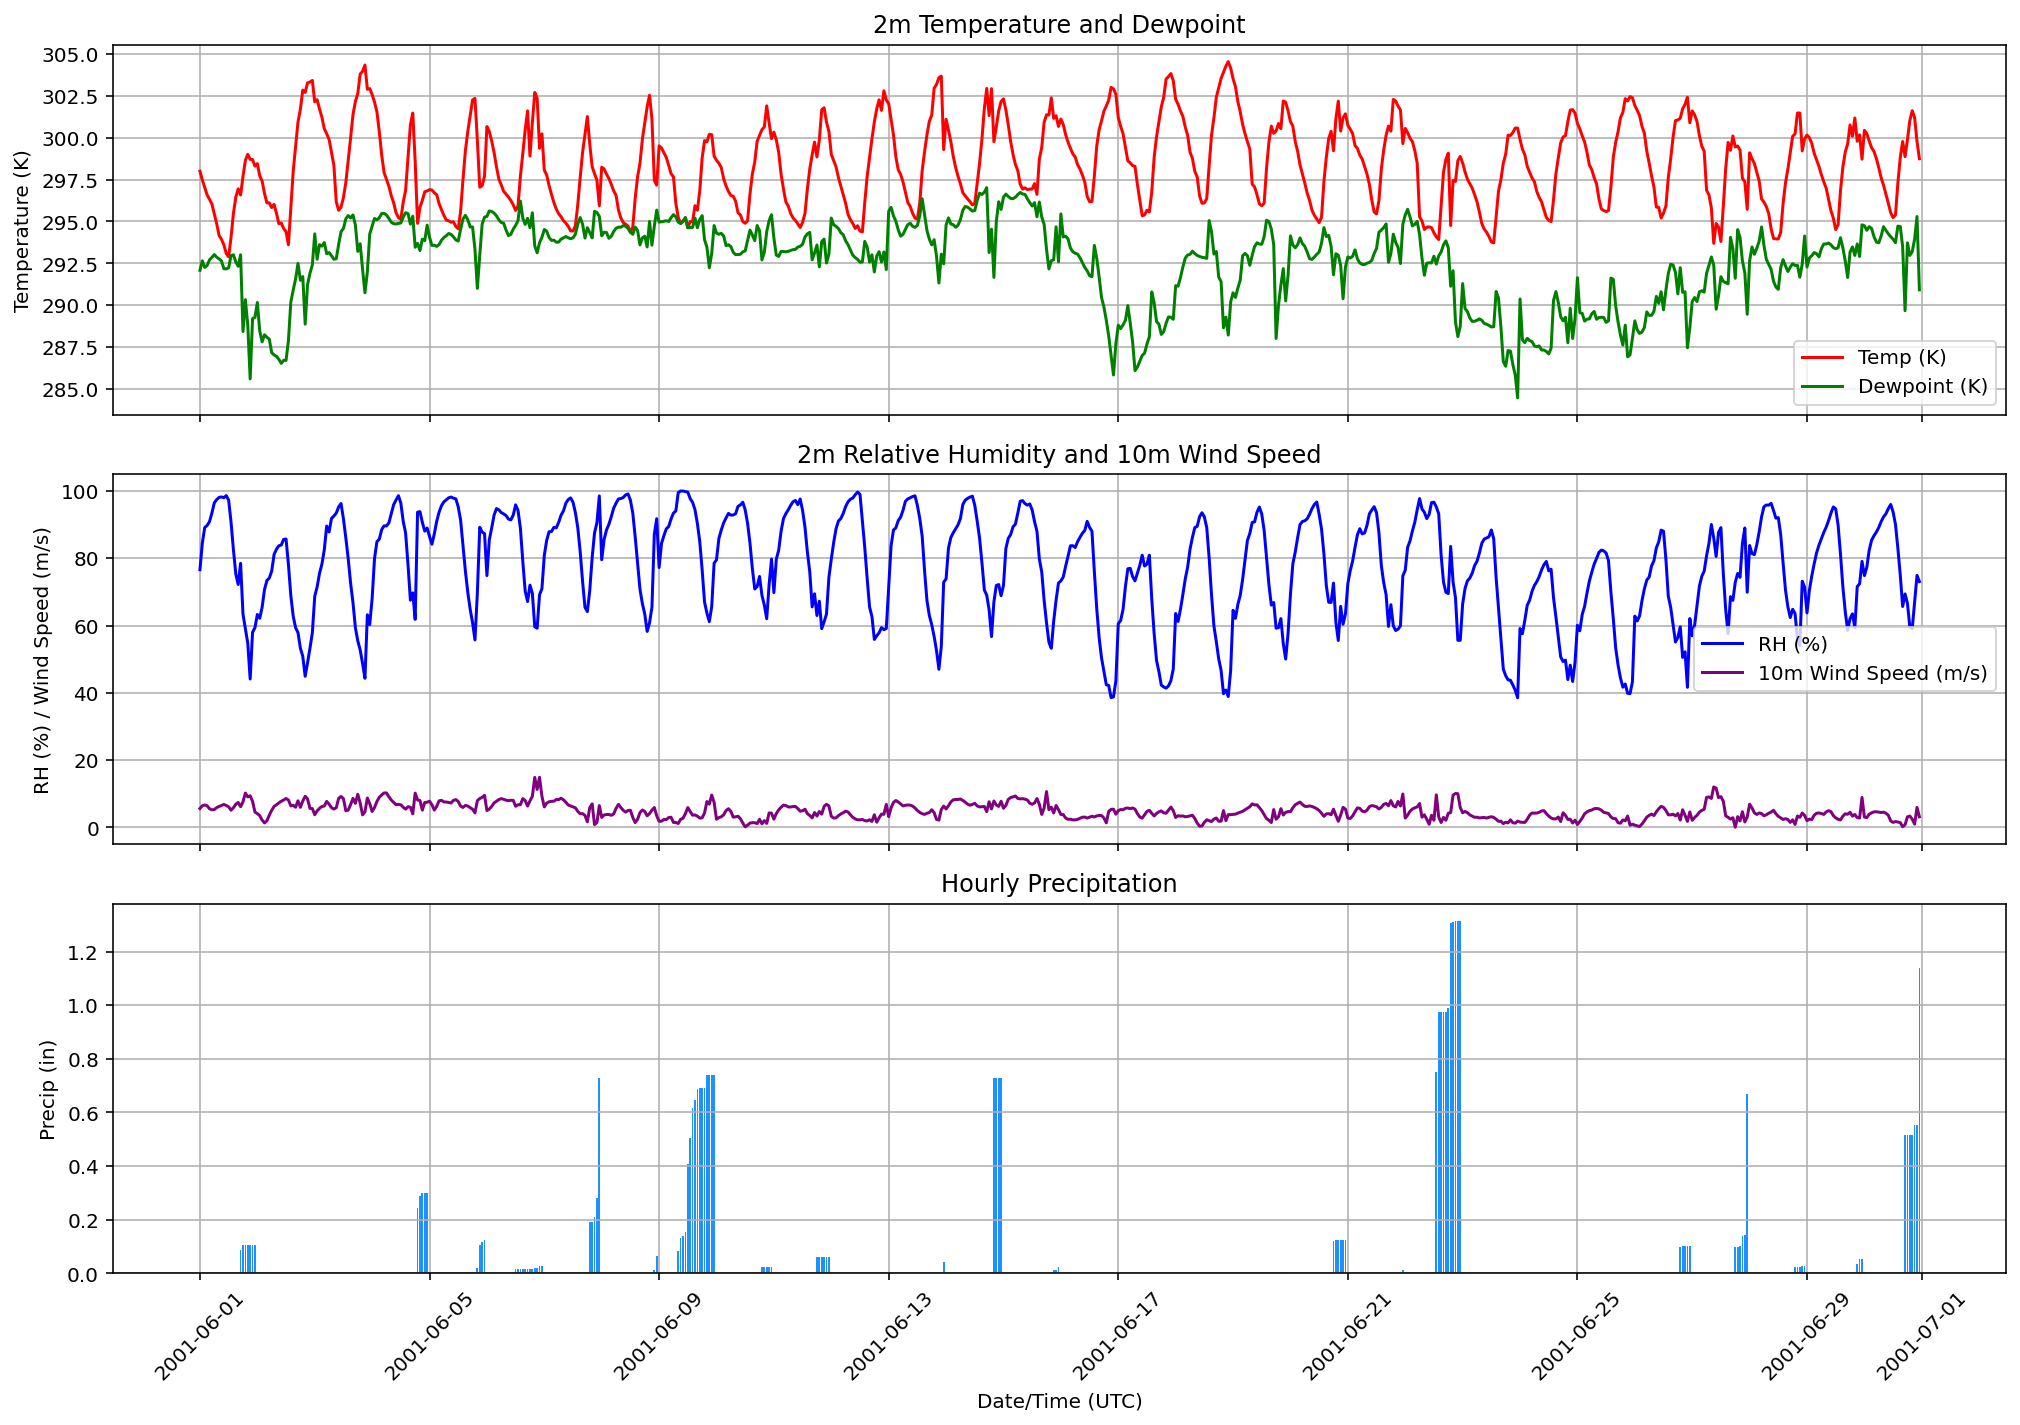 2m Temperature and Dewpoint
Temperature (K)
305.0
302.5
300.0
297.5
295.0
292.5
290.0
287.5
285.0
Temp (K)
Dewpoint (K)
2m Relative Humidity and 10m Wind Speed
RH (%) / Wind Speed (m/s)
100
80
60
40
20
0
RH (%)
10m Wind Speed (m/s)
Hourly Precipitation
Precip (in)
1.2
1.0
0.8
0.6
0.4
0.2
0.0
2001-06-01
2001-06-05
2001-06-09
2001-06-13
2001-06-17
2001-06-21
2001-06-25
2001-06-29
2001-07-01
Date/Time (UTC)